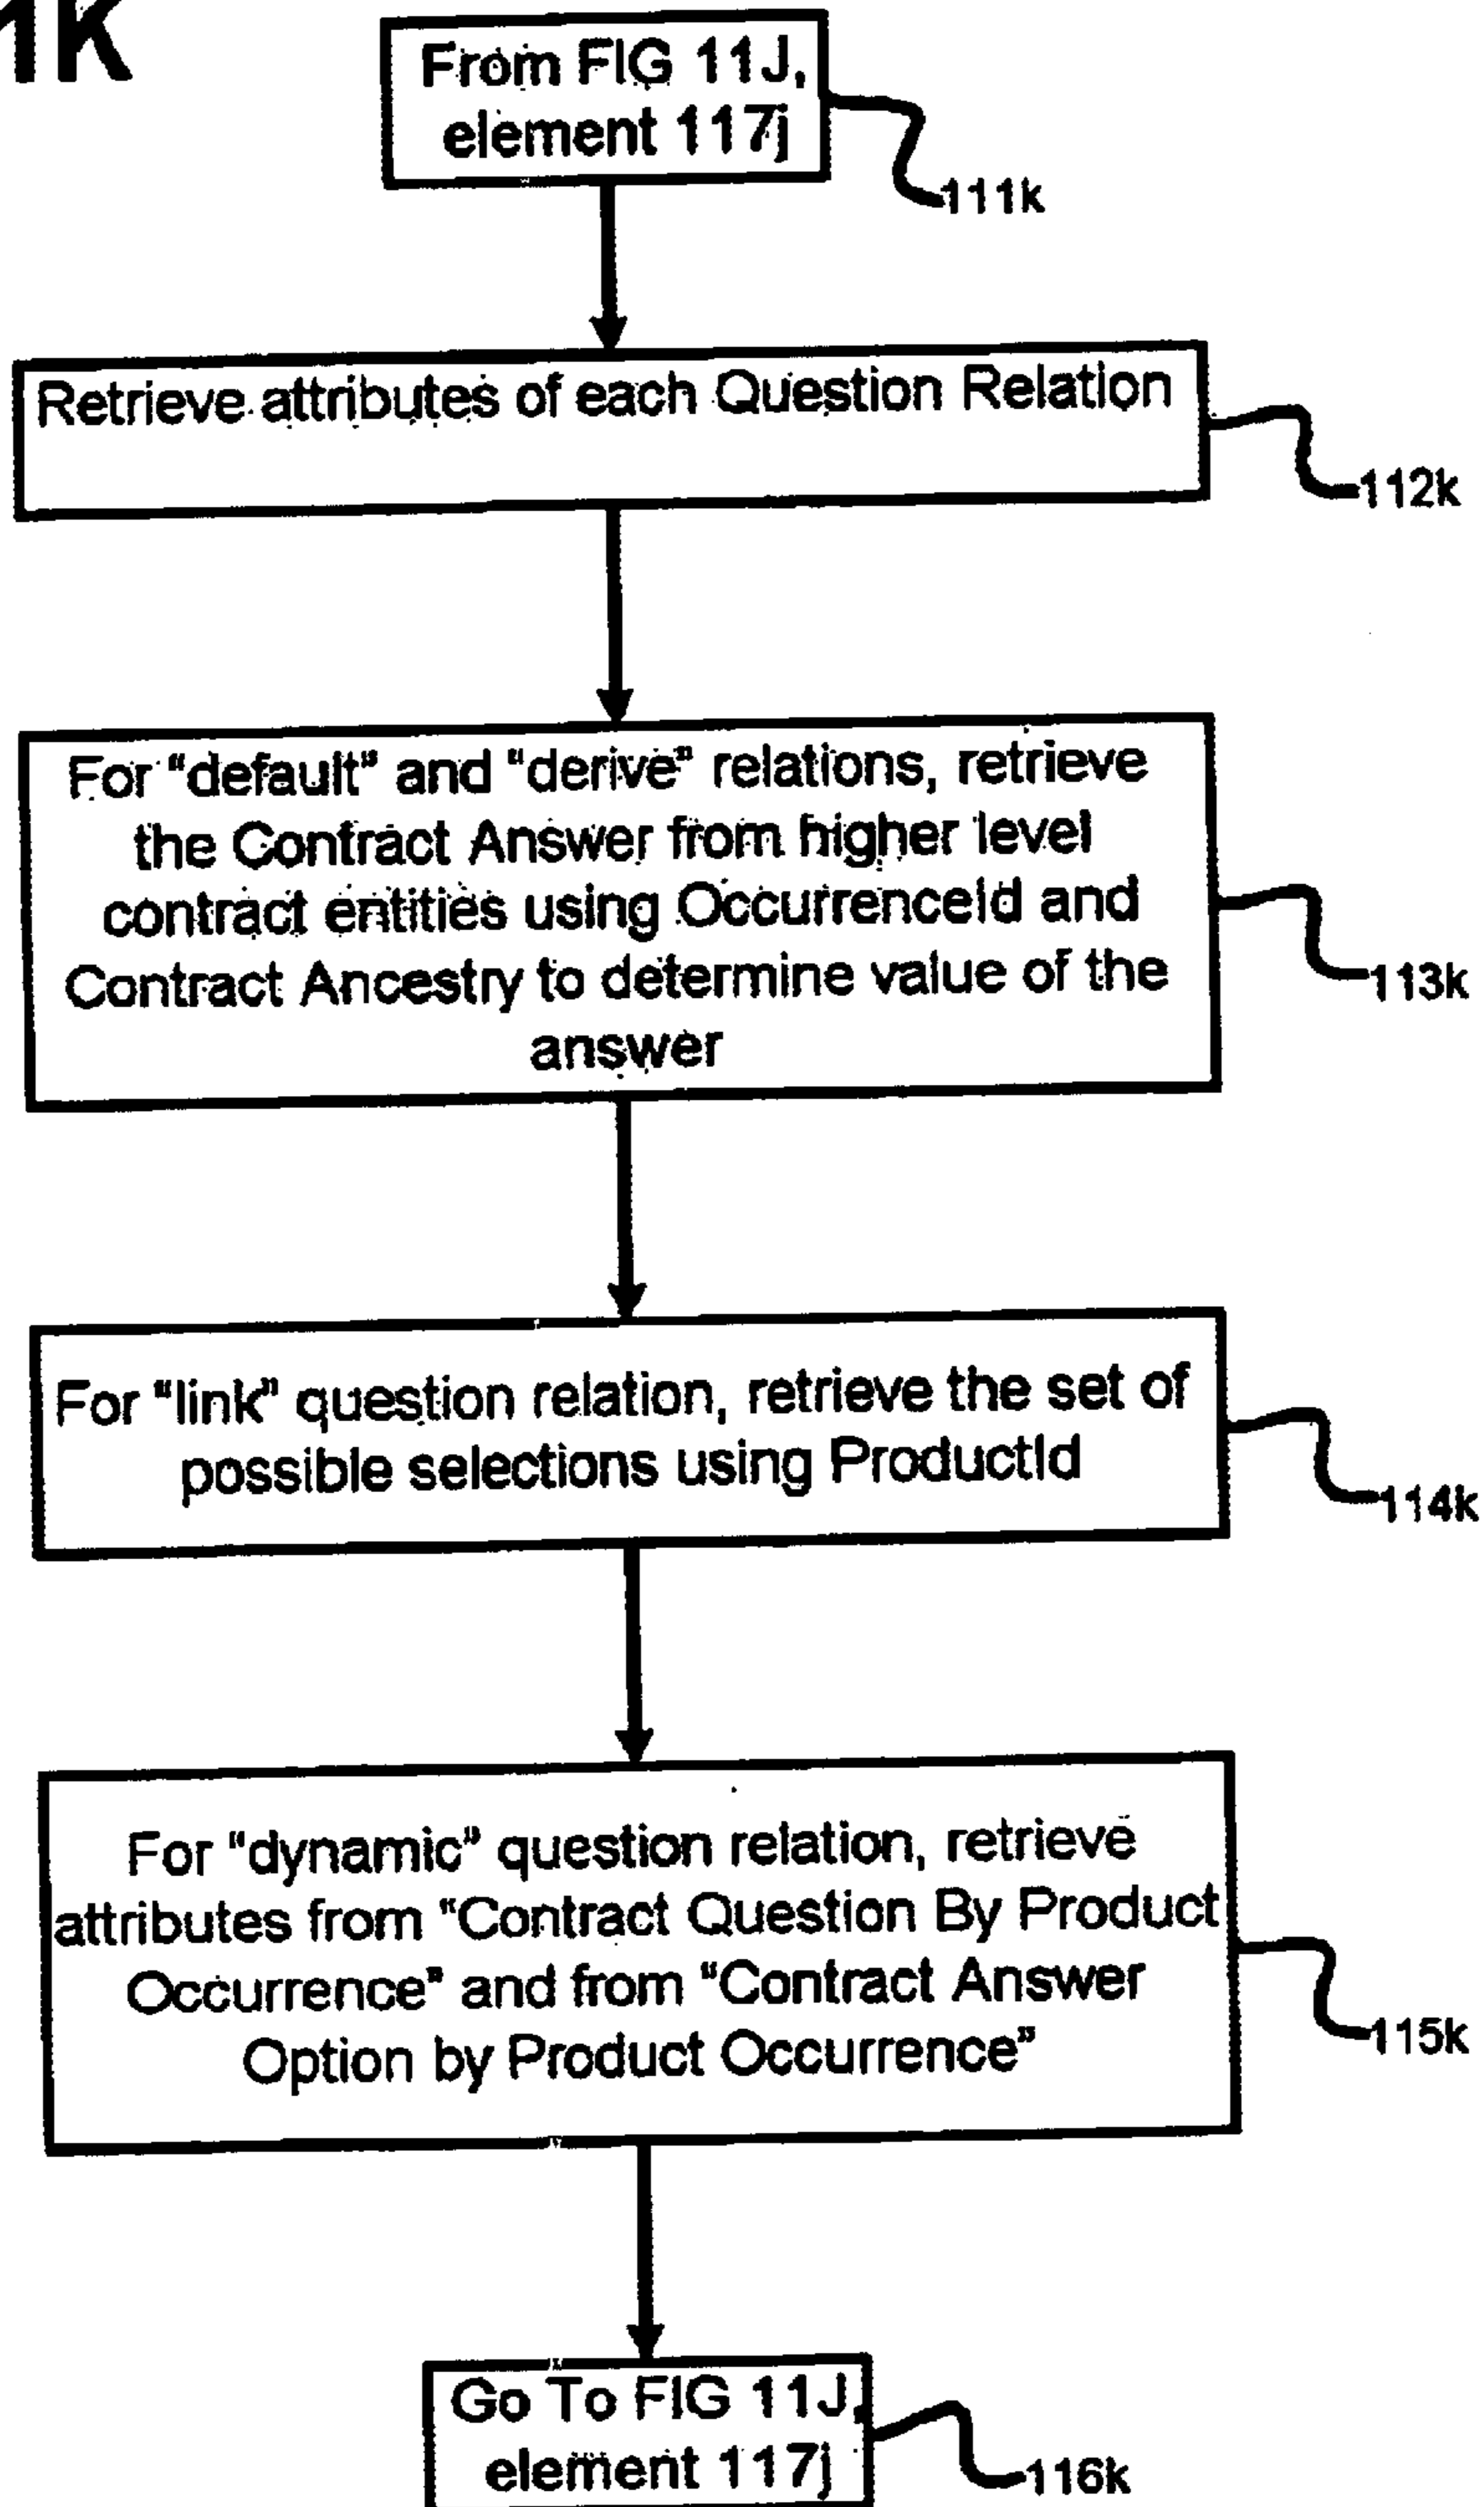 1K
From FIG 11J,
element 117j
111k
Retrieve attributes of each Question Relation
112k
For "default" and "derive" relations, retrieve
the Contract Answer from higher level
contract entities using OccurrenceId and
Contract Ancestry to determine value of the
answer
113k
For "link" question relation, retrieve the set of
possible selections using ProductId
114k
For "dynamic" question relation, retrieve
attributes from "Contract Question By Product
Occurrence" and from "Contract Answer
Option by Product Occurrence"
115k
Go To FIG 11J,
element 117j
116k